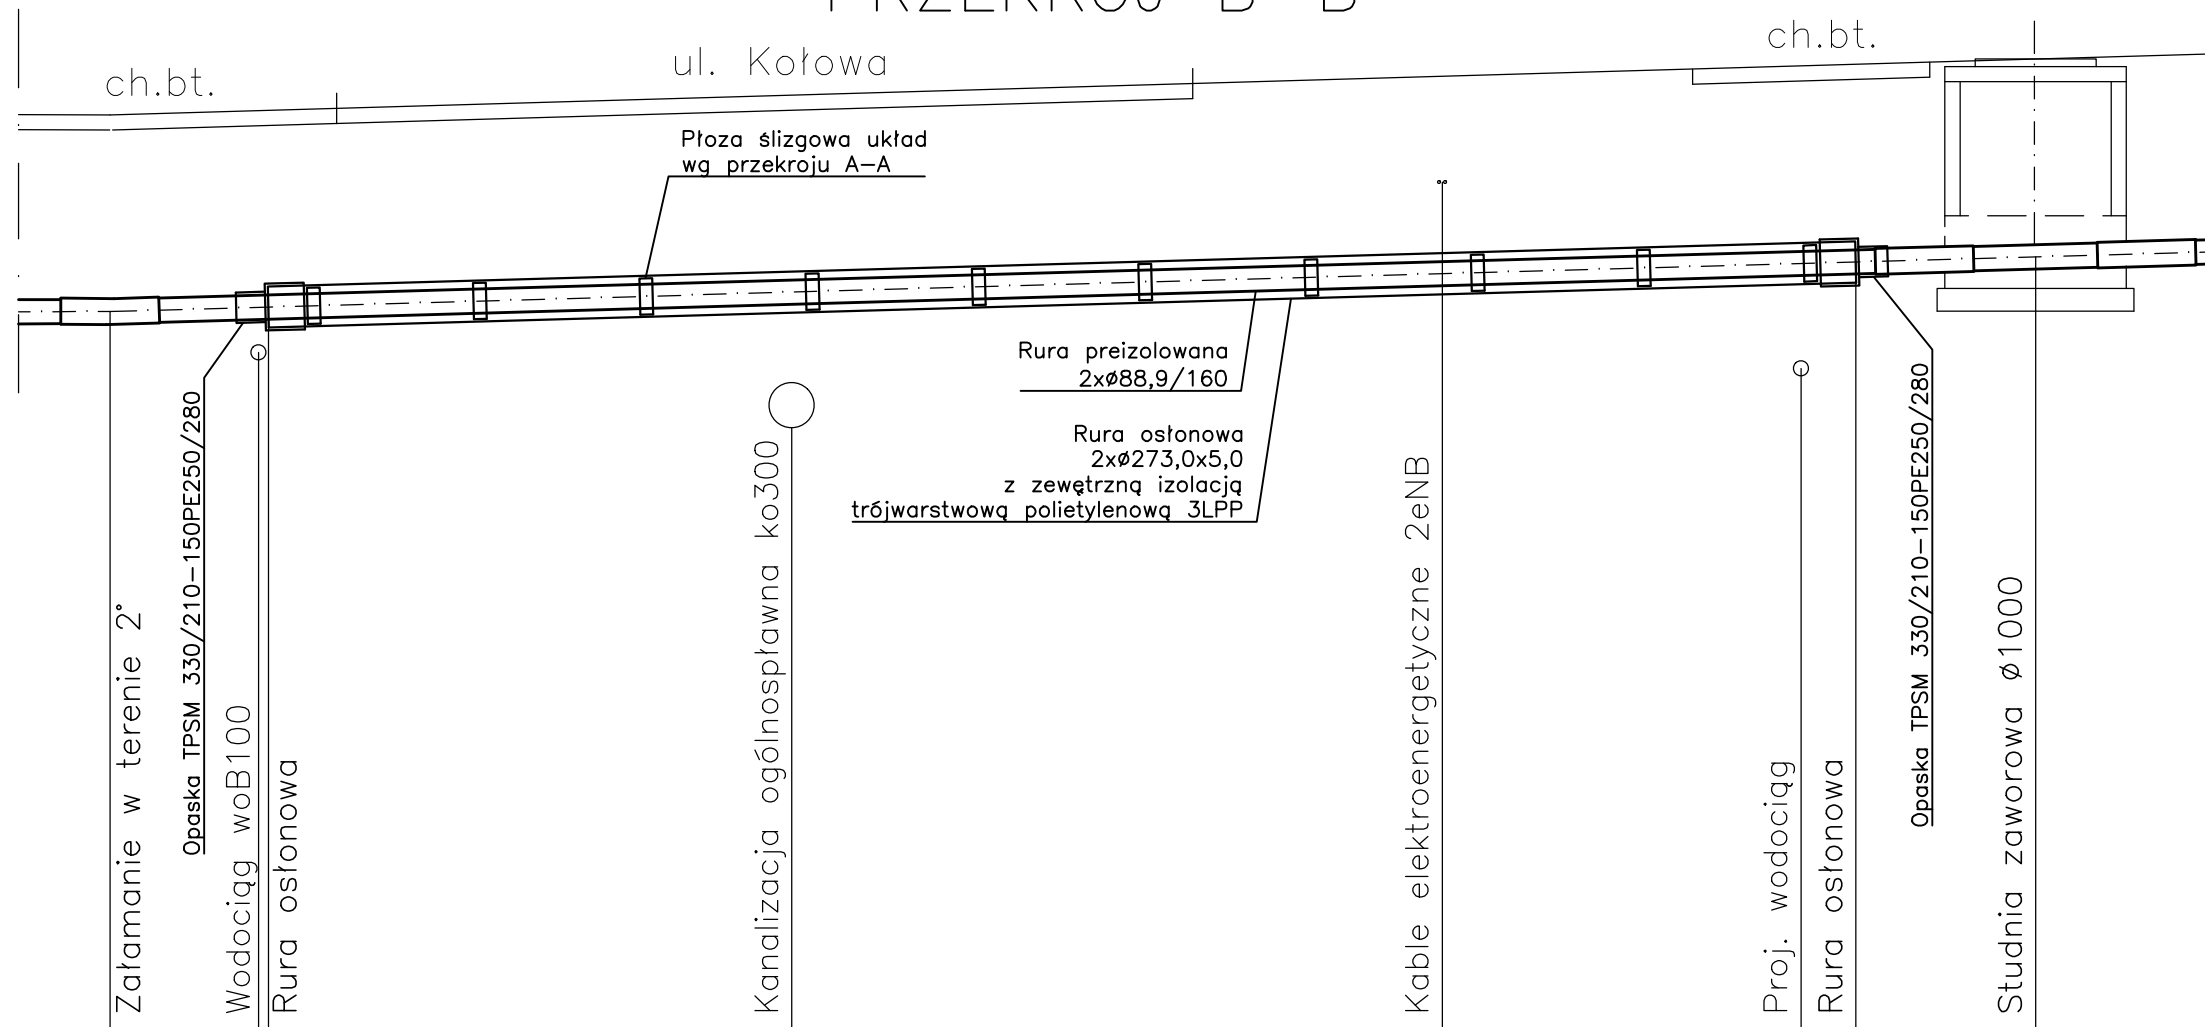 PRZEKRÓJ B-B
ch.bt.
ul. Kołowa
ch.bt.
Płoza ślizgowa układ
wg przekroju A-A
Rura preizolowana
2xø88,9/160
Rura osłonowa
2xø273,0x5,0
z zewętrzną izolacją
trójwarstwową polietylenową 3LPP
Załamanie w terenie 2°
Opaska TPSM 330/210-150PE250/280
Wodociąg woB100
Rura osłonowa
Kanalizacja ogólnospławna ko300
Kable elektroenergetyczne 2eNB
Proj. wodociąg
Rura osłonowa
Opaska TPSM 330/210-150PE250/280
Studnia zaworowa ø1000